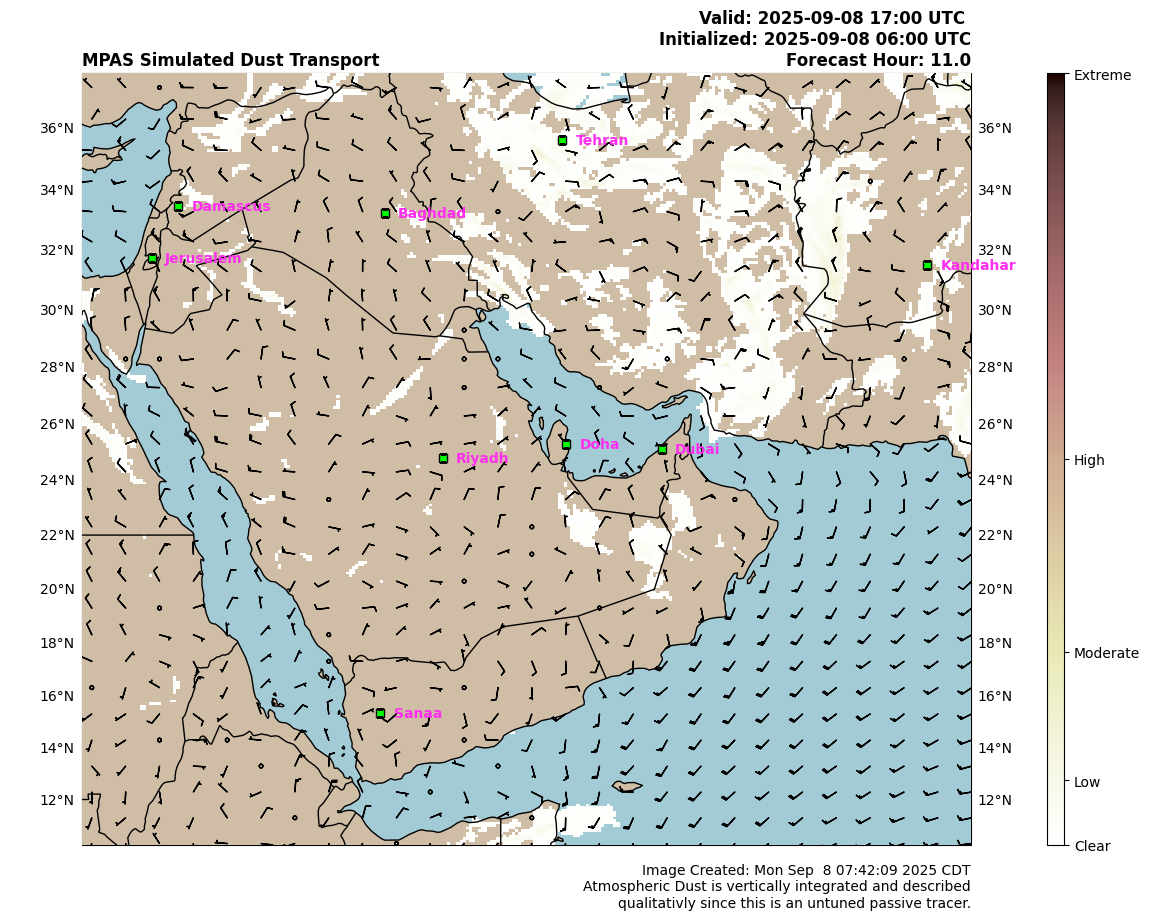 Valid: 2025-09-08 17:00 UTC
Initialized: 2025-09-08 06:00 UTC
MPAS Simulated Dust Transport Forecast Hour: 11.0
Extreme
36°N Tehran 36°N
34°N Damascus Baghdad 34°N
32°N Jerusalem 32°N Kandahar
30°N 30°N
28°N 28°N
26°N Doha Dubai 26°N
High
24°N Riyadh 24°N
22°N 22°N
20°N 20°N
18°N 18°N
Moderate
16°N Sanaa 16°N
14°N 14°N
Low
12°N 12°N
Clear
Image Created: Mon Sep  8 07:42:09 2025 CDT
Atmospheric Dust is vertically integrated and described
qualitativly since this is an untuned passive tracer.